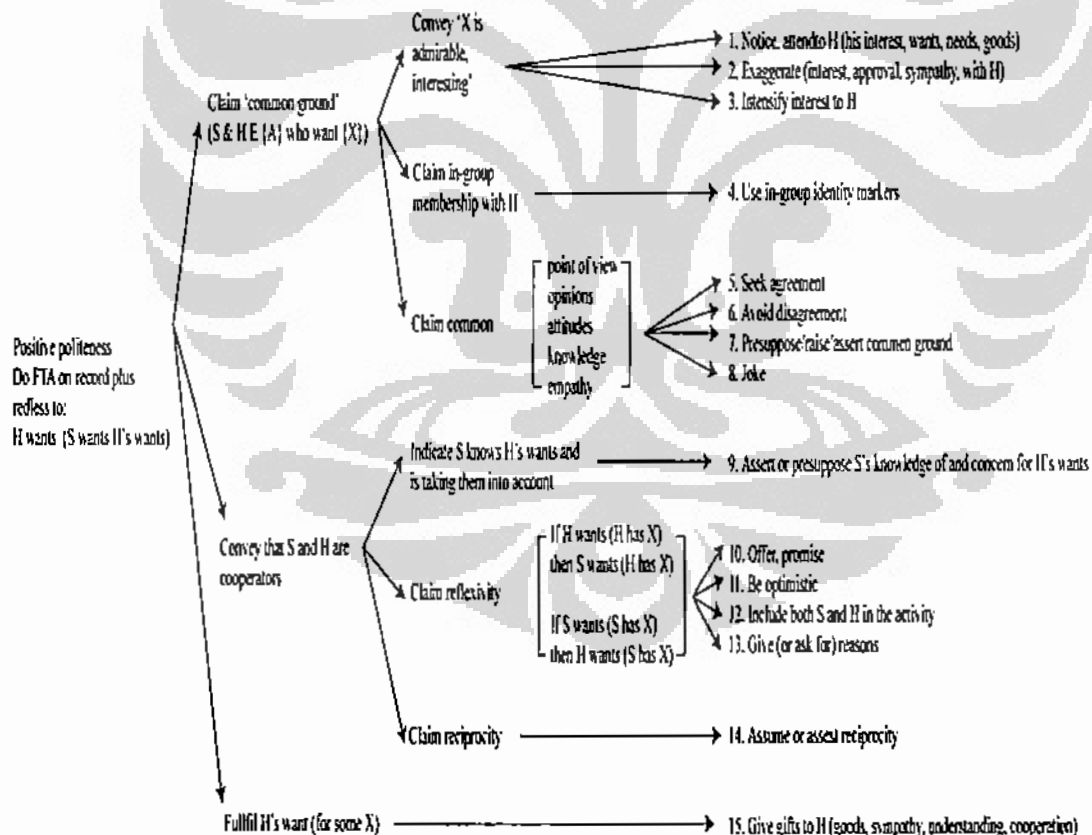 Convey 'X is
admirable,
interesting'
1. Notice, attend to H (his interest, wants, needs, goods)
2. Exaggerate (interest, approval, sympathy, with H)
3. Intensify interest to H
Claim 'common ground'
(S & H E {A} who want {X})
Claim in-group
membership with H
4. Use in-group identity markers
Claim common
point of view
opinions
attitudes
knowledge
empathy
5. Seek agreement
6. Avoid disagreement
7. Presuppose/raise/assert common ground
8. Joke
Positive politeness
Do FTA on record plus
redless to:
H wants (S wants H's wants)
Indicate S knows H's wants and
is taking them into account
9. Assert or presuppose S's knowledge of and concern for H's wants
Convey that S and H are
cooperators
Claim reflexivity
If H wants (H has X)
then S wants (H has X)
If S wants (S has X)
then H wants (S has X)
10. Offer, promise
11. Be optimistic
12. Include both S and H in the activity
13. Give (or ask for) reasons
Claim reciprocity
14. Assume or assest reciprocity
Fullfil H's want (for some X)
15. Give gifts to H (goods, sympathy, understanding, cooperation)